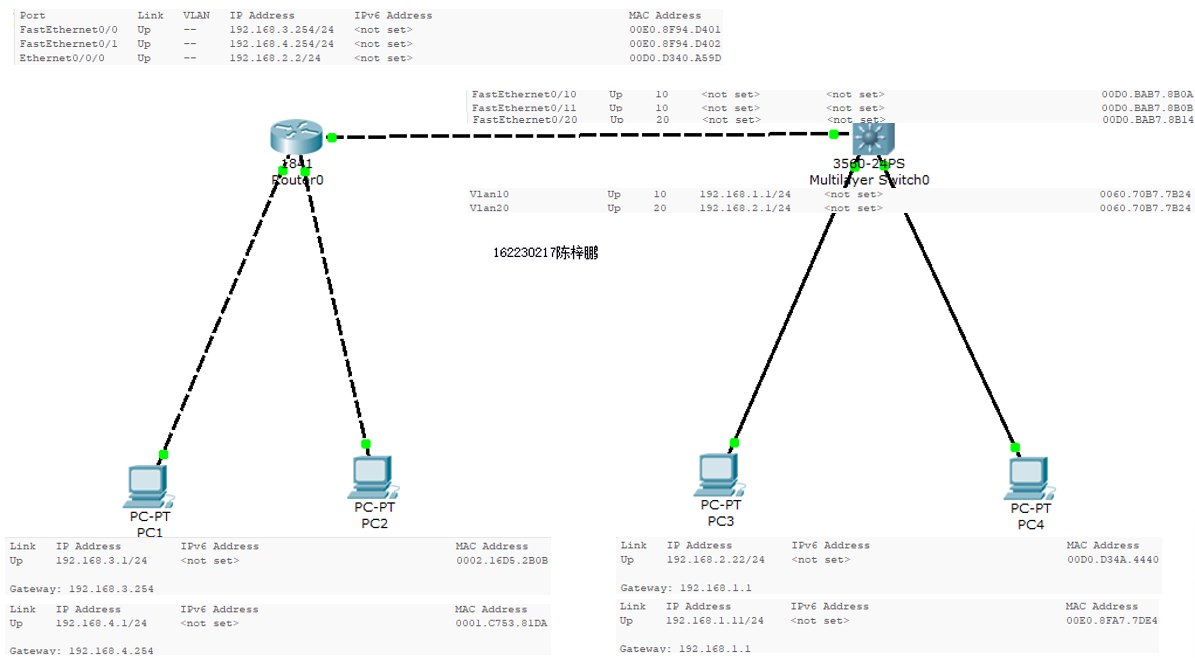 Port Link VLAN IP Address IPv6 Address MAC Address
FastEthernet0/0 Up -- 192.168.3.254/24 <not set> 00E0.8F94.D401
FastEthernet0/1 Up -- 192.168.4.254/24 <not set> 00E0.8F94.D402
Ethernet0/0/0 Up -- 192.168.2.2/24 <not set> 00D0.D340.A59D
FastEthernet0/10 Up 10 <not set> <not set> 00D0.BAB7.8B0A
FastEthernet0/11 Up 10 <not set> <not set> 00D0.BAB7.8B0B
FastEthernet0/20 Up 20 <not set> <not set> 00D0.BAB7.8B14
1841
Router0
3560-24PS
Multilayer Switch0
Vlan10 Up 10 192.168.1.1/24 <not set> 0060.70B7.7B24
Vlan20 Up 20 192.168.2.1/24 <not set> 0060.70B7.7B24
162230217陈梓鹏
PC-PT
PC1
PC-PT
PC2
PC-PT
PC3
PC-PT
PC4
Link IP Address IPv6 Address MAC Address
Up 192.168.3.1/24 <not set> 0002.16D5.2B0B
Gateway: 192.168.3.254
Link IP Address IPv6 Address MAC Address
Up 192.168.4.1/24 <not set> 0001.C753.81DA
Gateway: 192.168.4.254
Link IP Address IPv6 Address MAC Address
Up 192.168.2.22/24 <not set> 00D0.D34A.4440
Gateway: 192.168.1.1
Link IP Address IPv6 Address MAC Address
Up 192.168.1.11/24 <not set> 00E0.8FA7.7DE4
Gateway: 192.168.1.1